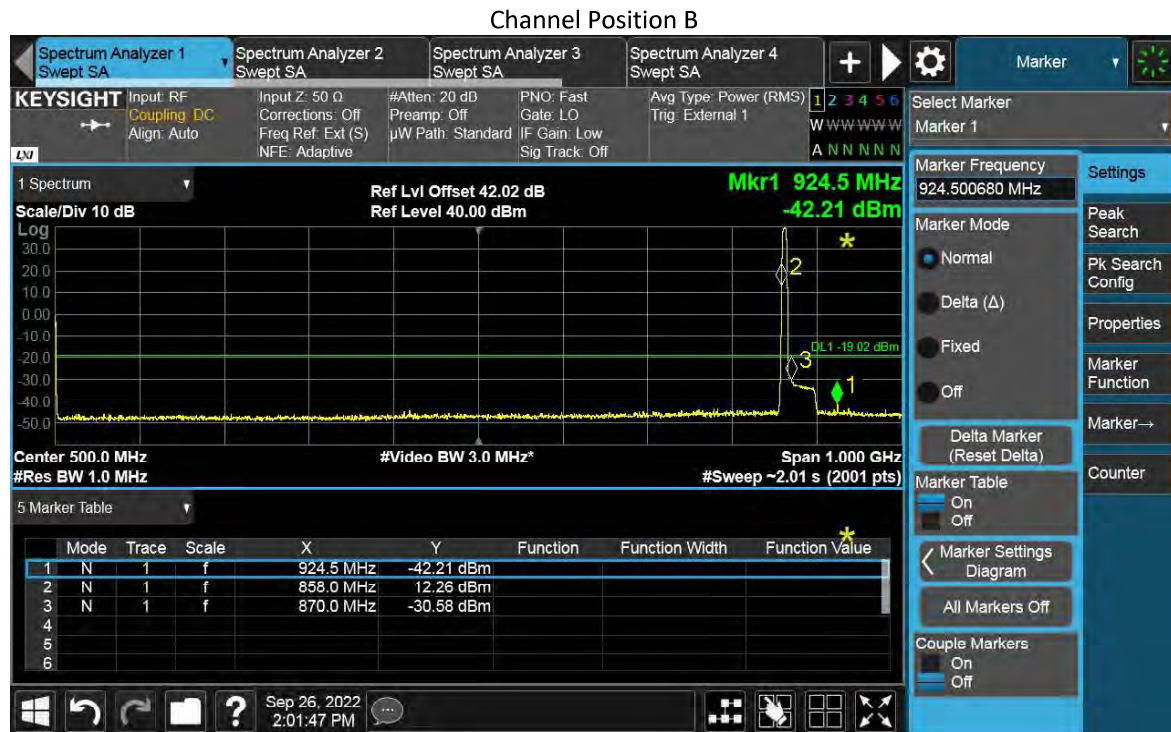 Channel Position B
Spectrum Analyzer 1
Swept SA
Spectrum Analyzer 2
Swept SA
Spectrum Analyzer 3
Swept SA
Spectrum Analyzer 4
Swept SA
+
Marker
KEYSIGHT
LXI
Input: RF
Coupling: DC
Align: Auto
Input Z: 50 Ω
Corrections: Off
Freq Ref: Ext (S)
NFE: Adaptive
#Atten: 20 dB
Preamp: Off
µW Path: Standard
PNO: Fast
Gate: LO
IF Gain: Low
Sig Track: Off
Avg Type: Power (RMS)
Trig: External 1
1 2 3 4 5 6
W W W W W W
A N N N N N
Select Marker
Marker 1
1 Spectrum
Scale/Div 10 dB
Ref Lvl Offset 42.02 dB
Ref Level 40.00 dBm
Mkr1 924.5 MHz
-42.21 dBm
Log
30.0
20.0
10.0
0.00
-10.0
-20.0
-30.0
-40.0
-50.0
*
2
DL1 -19.02 dBm
3
1
Center 500.0 MHz
#Res BW 1.0 MHz
#Video BW 3.0 MHz*
Span 1.000 GHz
#Sweep ~2.01 s (2001 pts)
5 Marker Table
*
Mode Trace Scale X Y Function Function Width Function Value
1 N 1 f 924.5 MHz -42.21 dBm
2 N 1 f 858.0 MHz 12.26 dBm
3 N 1 f 870.0 MHz -30.58 dBm
4
5
6
Marker Frequency
924.500680 MHz
Marker Mode
Normal
Delta (Δ)
Fixed
Off
Delta Marker
(Reset Delta)
Marker Table
On
Off
Marker Settings
Diagram
All Markers Off
Couple Markers
On
Off
Settings
Peak
Search
Pk Search
Config
Properties
Marker
Function
Marker→
Counter
?
Sep 26, 2022
2:01:47 PM